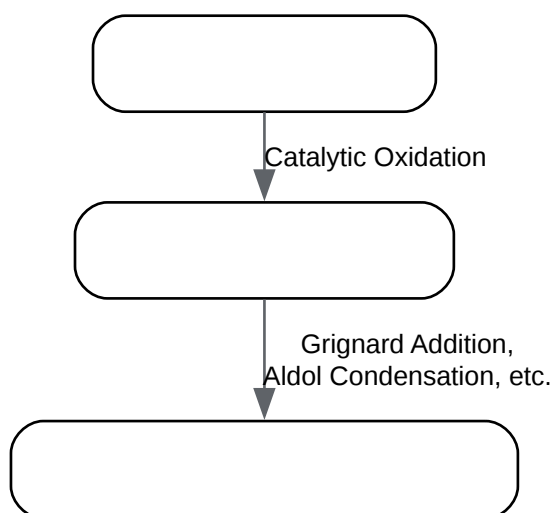 Catalytic Oxidation
Grignard Addition,
Aldol Condensation, etc.